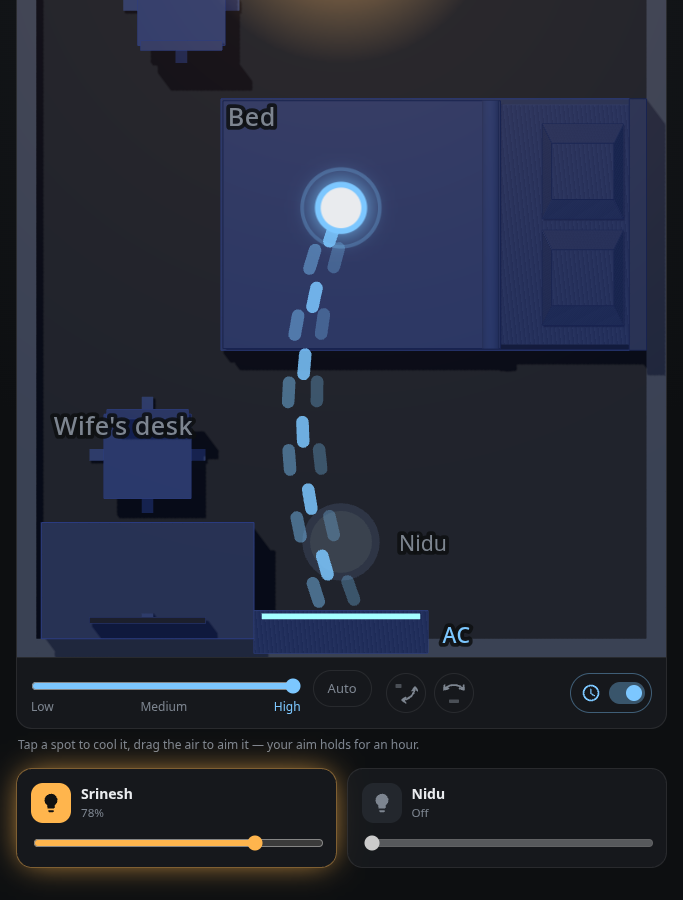 Bed
Wife's desk
Nidu
AC
Auto
Low Medium High
Tap a spot to cool it, drag the air to aim it — your aim holds for an hour.
Srinesh
78%
Nidu
Off